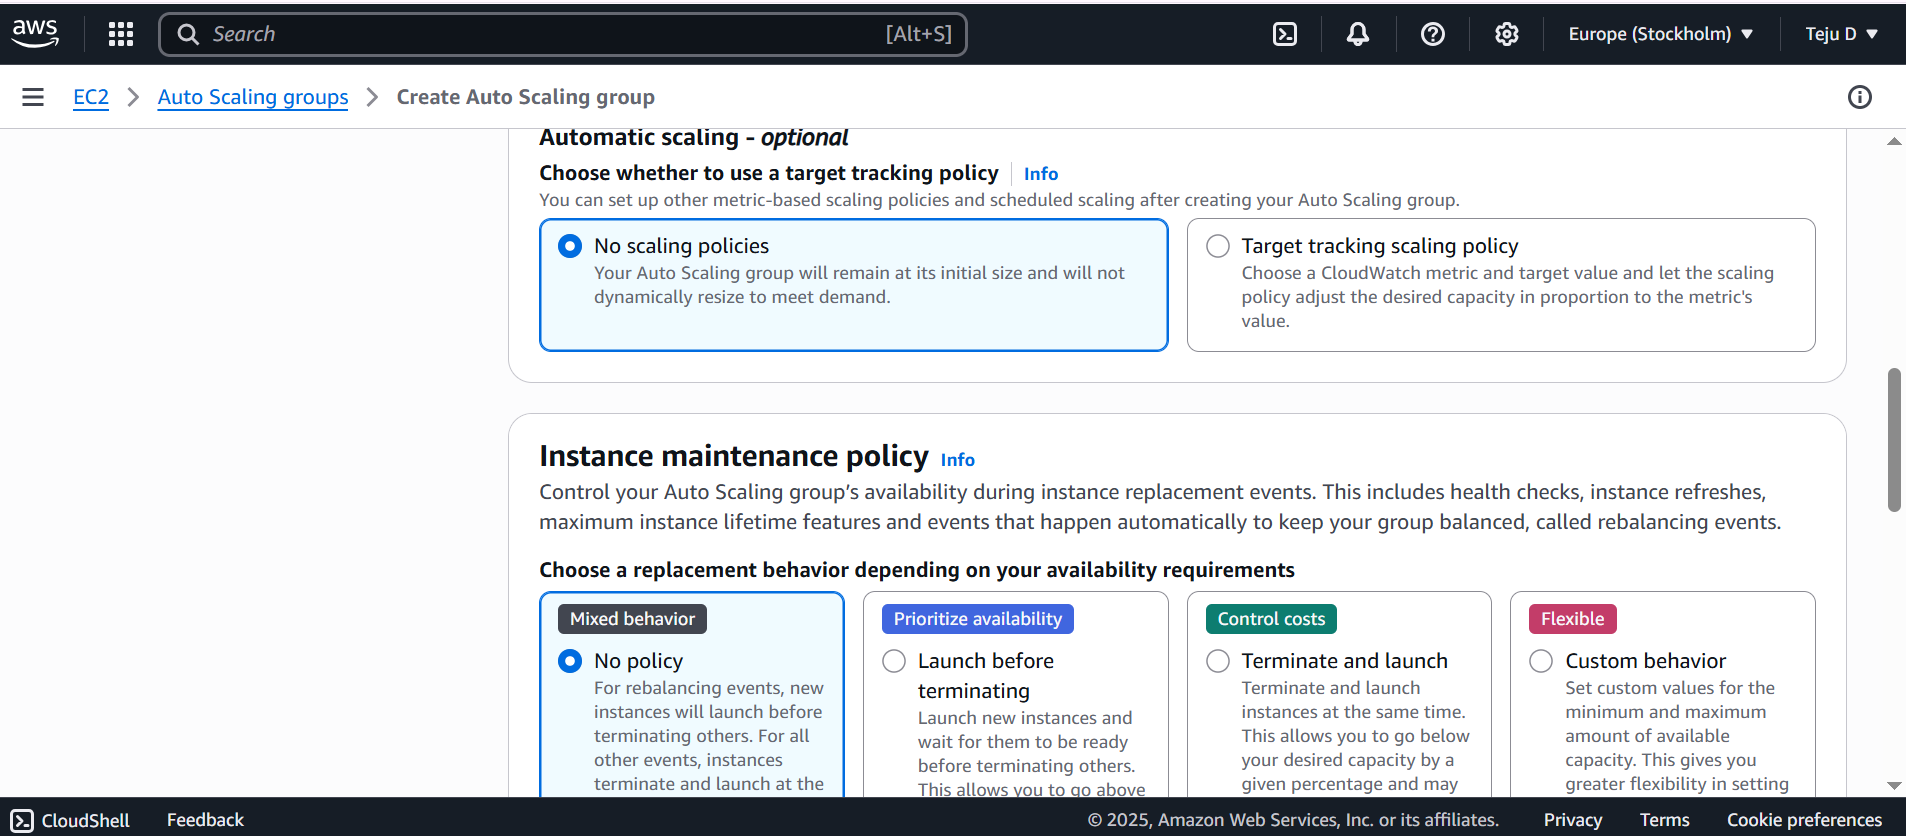 aws
Search
[Alt+S]
Europe (Stockholm)
Teju D
EC2
Auto Scaling groups
Create Auto Scaling group
Automatic scaling - optional
Choose whether to use a target tracking policy
Info
You can set up other metric-based scaling policies and scheduled scaling after creating your Auto Scaling group.
No scaling policies
Your Auto Scaling group will remain at its initial size and will not
dynamically resize to meet demand.
Target tracking scaling policy
Choose a CloudWatch metric and target value and let the scaling
policy adjust the desired capacity in proportion to the metric's
value.
Instance maintenance policy
Info
Control your Auto Scaling group’s availability during instance replacement events. This includes health checks, instance refreshes,
maximum instance lifetime features and events that happen automatically to keep your group balanced, called rebalancing events.
Choose a replacement behavior depending on your availability requirements
Mixed behavior
No policy
For rebalancing events, new
instances will launch before
terminating others. For all
other events, instances
terminate and launch at the
Prioritize availability
Launch before
terminating
Launch new instances and
wait for them to be ready
before terminating others.
This allows you to go above
Control costs
Terminate and launch
Terminate and launch
instances at the same time.
This allows you to go below
your desired capacity by a
given percentage and may
Flexible
Custom behavior
Set custom values for the
minimum and maximum
amount of available
capacity. This gives you
greater flexibility in setting
CloudShell
Feedback
© 2025, Amazon Web Services, Inc. or its affiliates.
Privacy
Terms
Cookie preferences